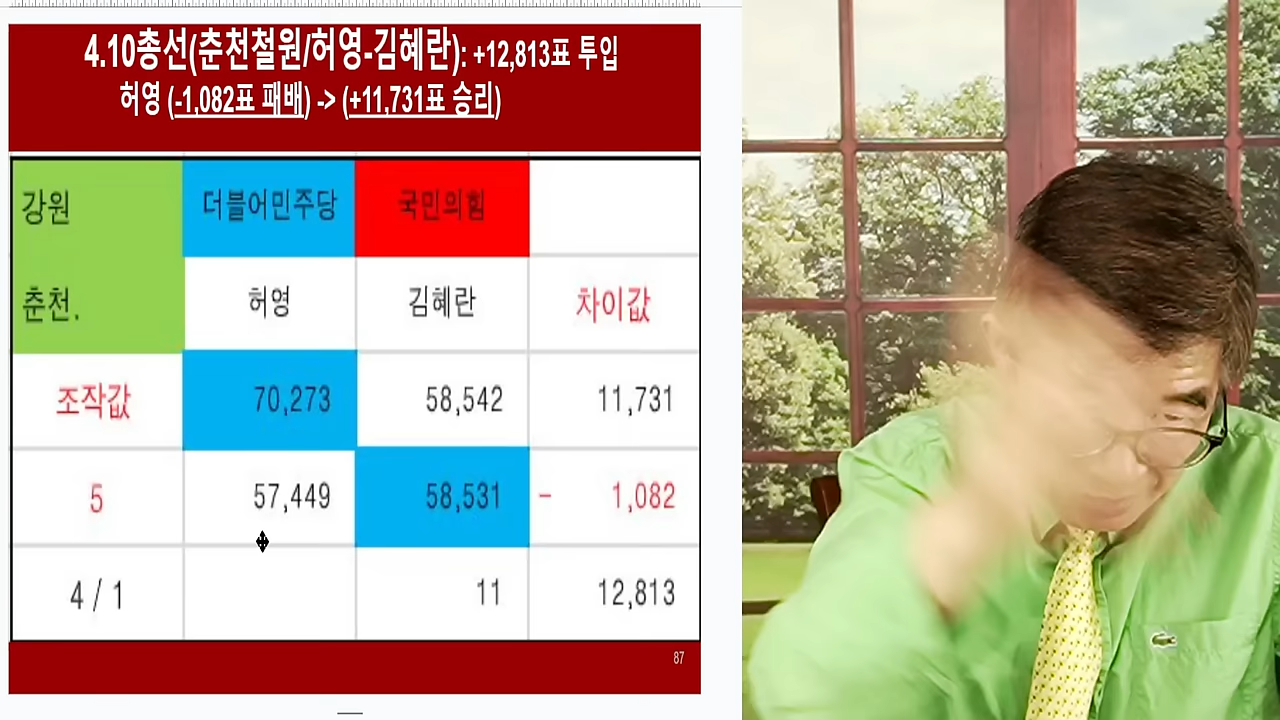 4.10총선(춘천철원/허영-김혜란): +12,813표 투입
허영 (-1,082표 패배) -> (+11,731표 승리)
강원 더블어민주당 국민의힘
춘천. 허영 김혜란 차이값
조작값 70,273 58,542 11,731
5 57,449 58,531 - 1,082
4 / 1 11 12,813
87